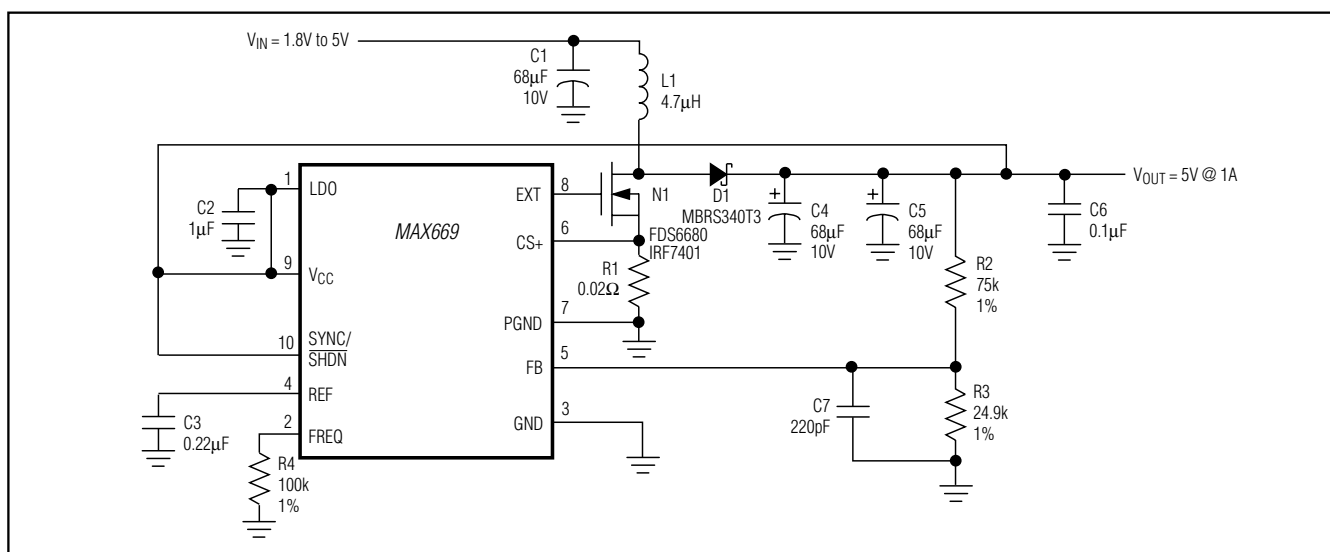 V_IN = 1.8V to 5V
C1
68μF
10V
L1
4.7μH
1
LDO
C2
1μF
MAX669
EXT
8
N1
D1
MBRS340T3
FDS6680
IRF7401
C4
68μF
10V
C5
68μF
10V
V_OUT = 5V @ 1A
C6
0.1μF
CS+
6
9
V_CC
R1
0.02Ω
R2
75k
1%
PGND
7
10
SYNC/
SHDN
FB
5
4
REF
C3
0.22μF
2
FREQ
GND
3
C7
220pF
R3
24.9k
1%
R4
100k
1%
+
+